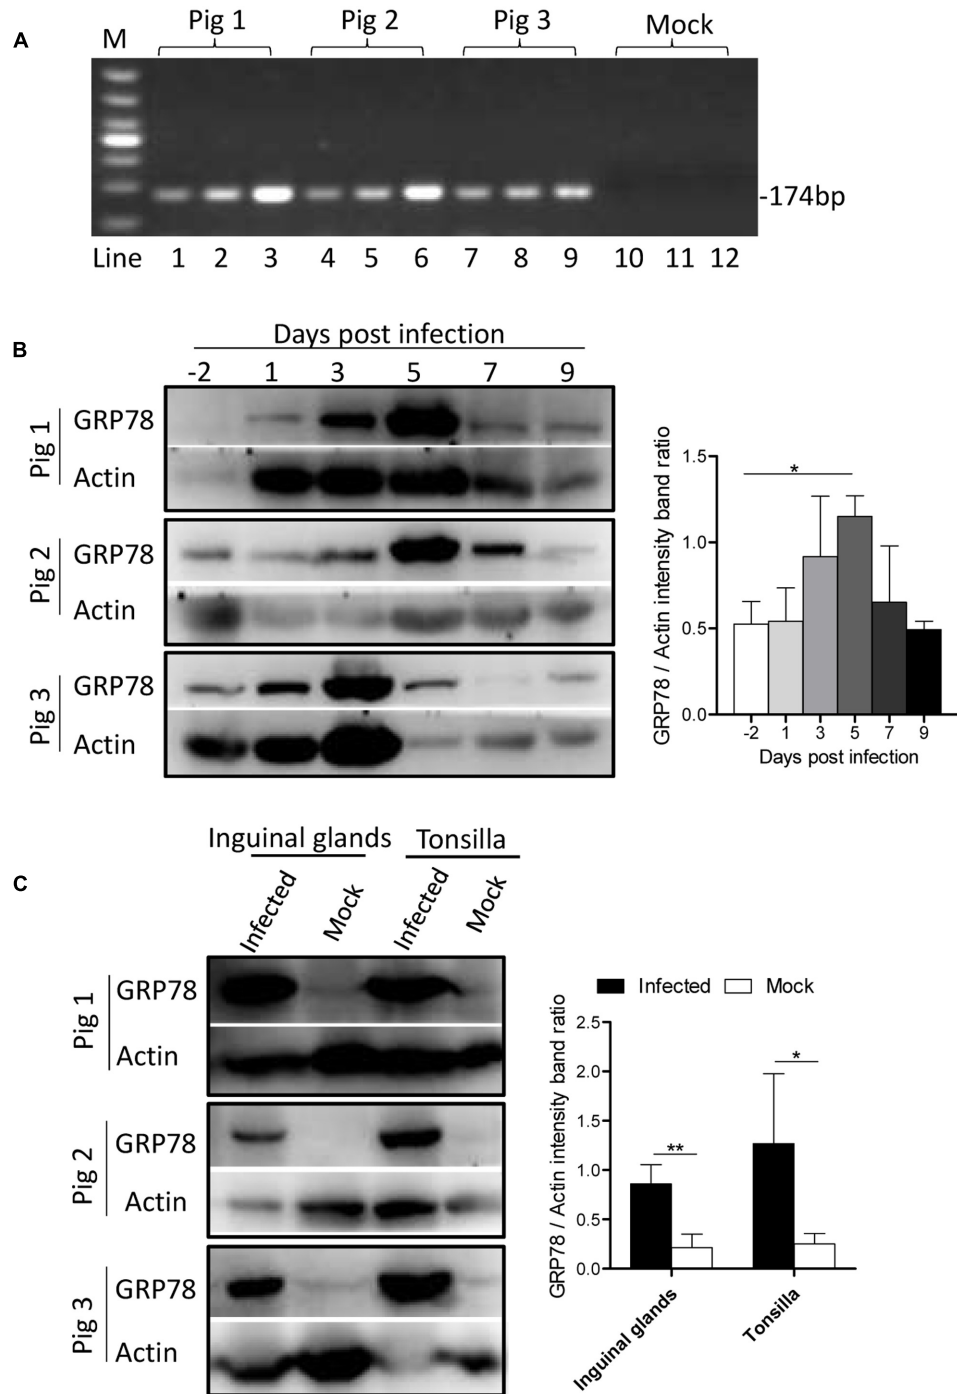 A
M Pig 1 Pig 2 Pig 3 Mock
-174bp
Line 1 2 3 4 5 6 7 8 9 10 11 12
B
Days post infection
-2 1 3 5 7 9
Pig 1
GRP78
Actin
Pig 2
GRP78
Actin
Pig 3
GRP78
Actin
GRP78 / Actin intensity band ratio
1.5
1.0
0.5
0.0
*
-2 1 3 5 7 9
Days post infection
C
Inguinal glands Tonsilla
Infected Mock Infected Mock
Pig 1
GRP78
Actin
Pig 2
GRP78
Actin
Pig 3
GRP78
Actin
Infected Mock
GRP78 / Actin intensity band ratio
2.5
2.0
1.5
1.0
0.5
0.0
**
*
Inguinal glands
Tonsilla